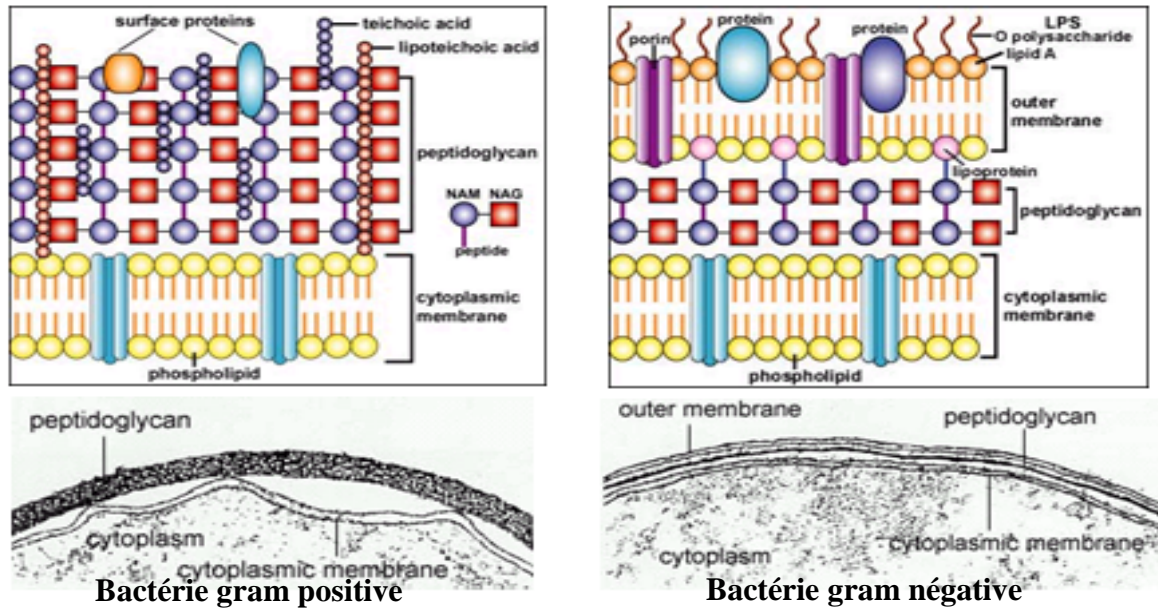 surface proteins
teichoic acid
lipoteichoic acid
peptidoglycan
NAM NAG
peptide
cytoplasmic
membrane
phospholipid
protein
porin
protein
LPS
O polysaccharide
lipid A
outer
membrane
lipoprotein
peptidoglycan
cytoplasmic
membrane
phospholipid
peptidoglycan
cytoplasm
cytoplasmic membrane
Bactérie gram positive
outer membrane
peptidoglycan
cytoplasm
cytoplasmic membrane
Bactérie gram négative